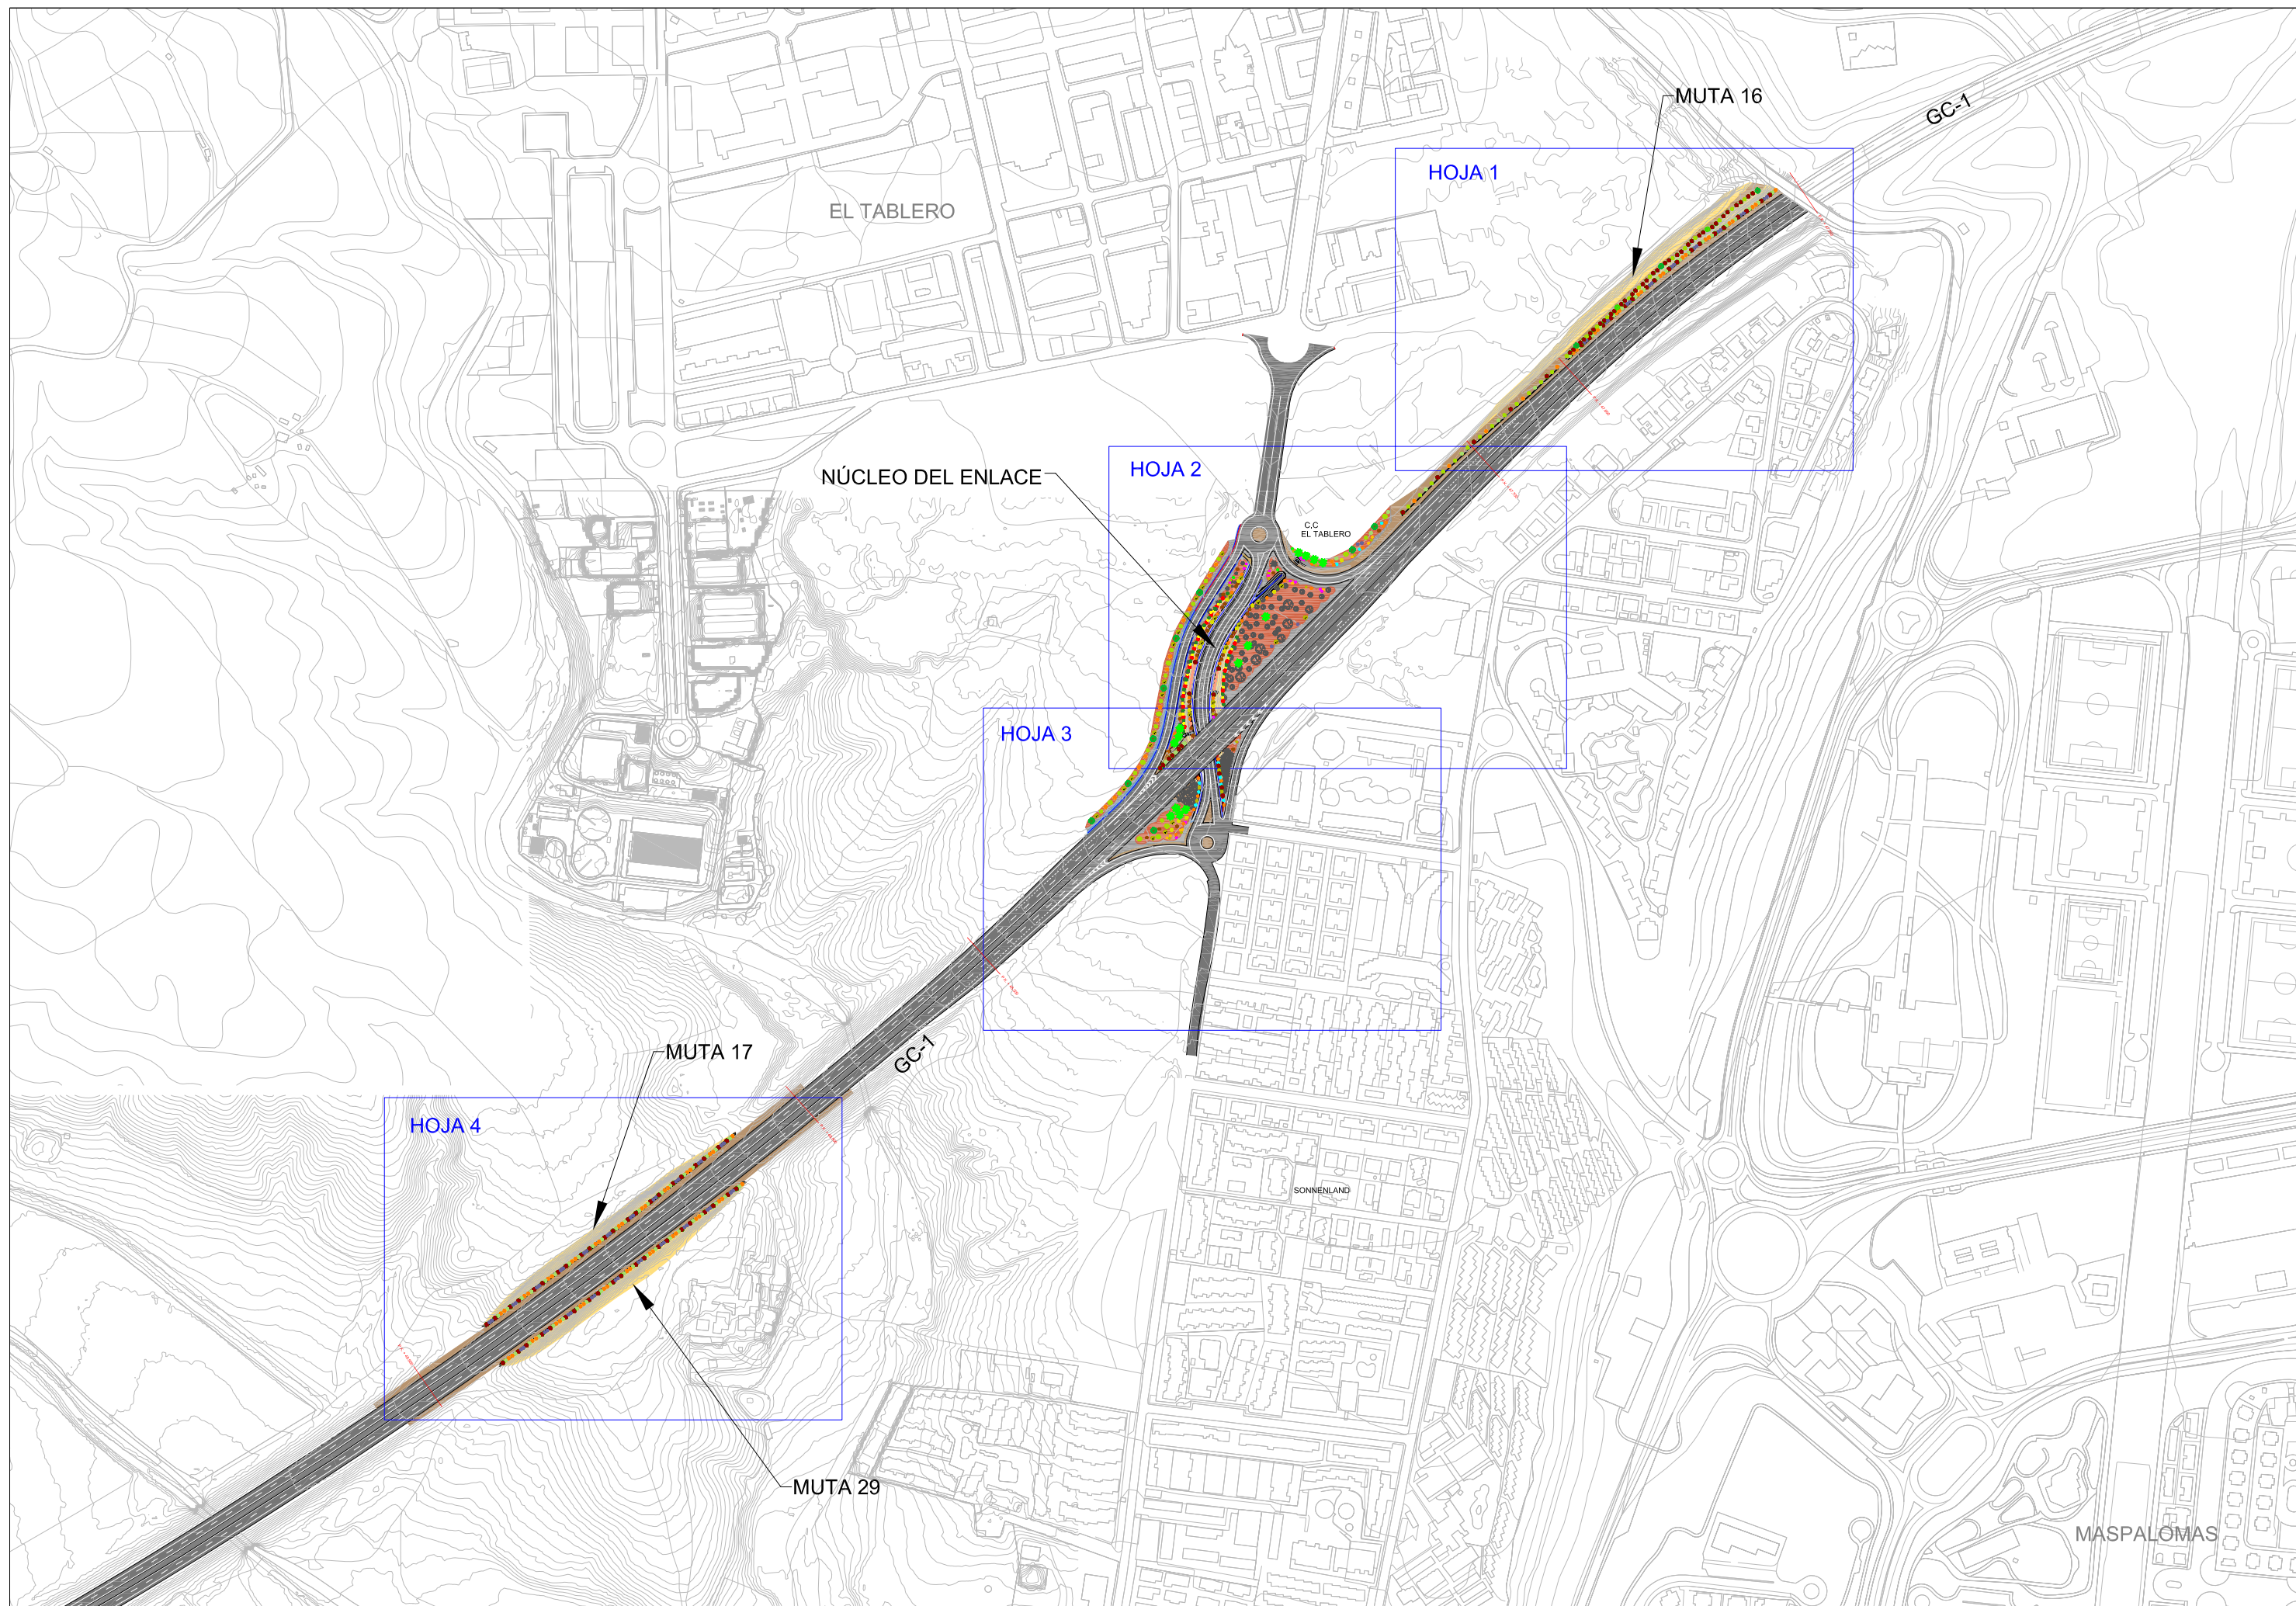 MUTA 16
GC-1
HOJA 1
EL TABLERO
HOJA 2
NÚCLEO DEL ENLACE
C,C
EL TABLERO
HOJA 3
GC-1
MUTA 17
HOJA 4
SONNENLAND
MUTA 29
MASPALOMAS